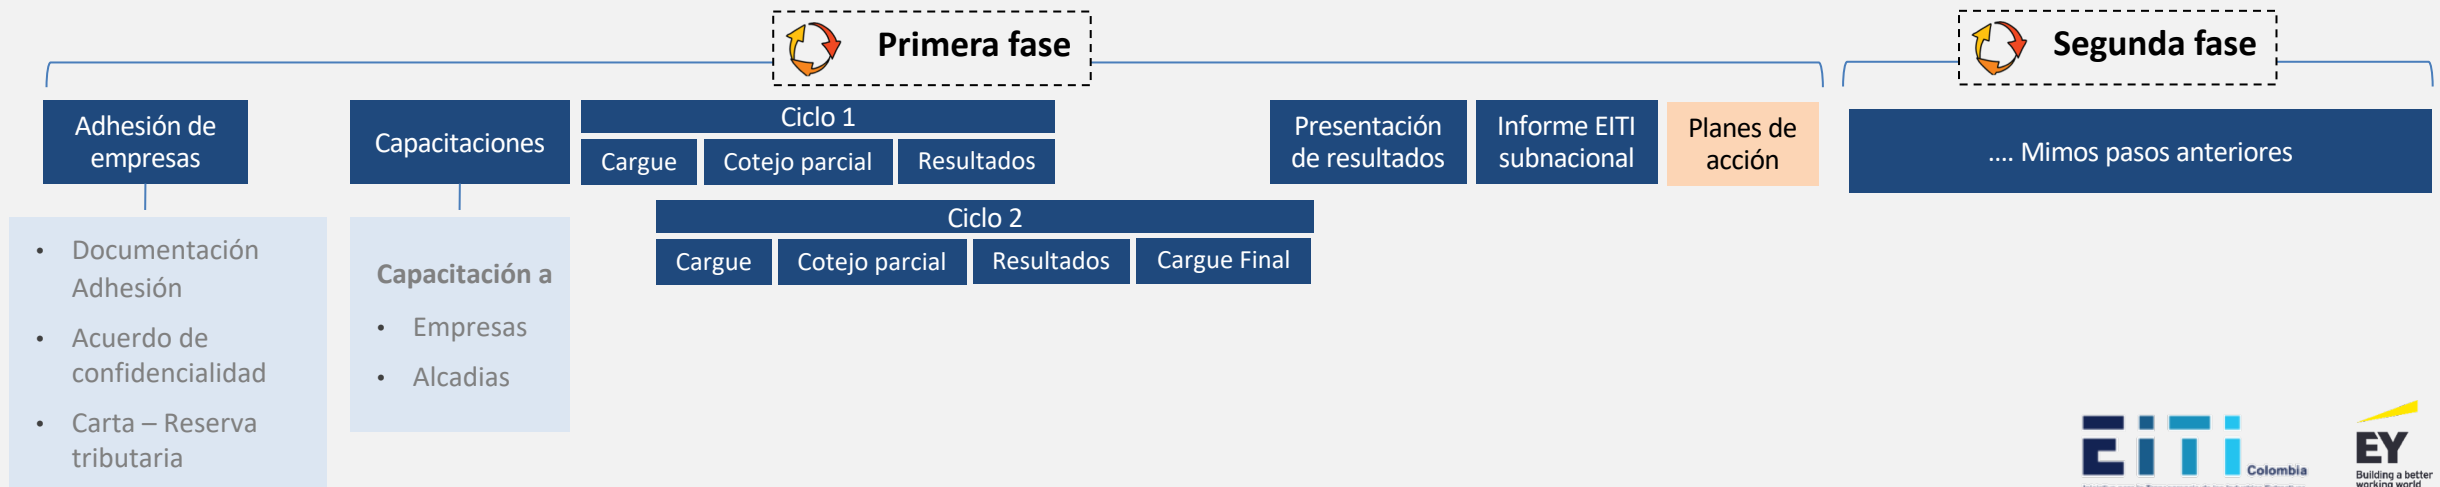 Primera fase
Segunda fase
Adhesión de
empresas
Capacitaciones
Ciclo 1
Cargue
Cotejo parcial
Resultados
Presentación
de resultados
Informe EITI
subnacional
Planes de
acción
.... Mimos pasos anteriores
Ciclo 2
Cargue
Cotejo parcial
Resultados
Cargue Final
• Documentación
Adhesión
• Acuerdo de
confidencialidad
• Carta – Reserva
tributaria
Capacitación a
• Empresas
• Alcadias
EiTi
Colombia
EY
Building a better
working world